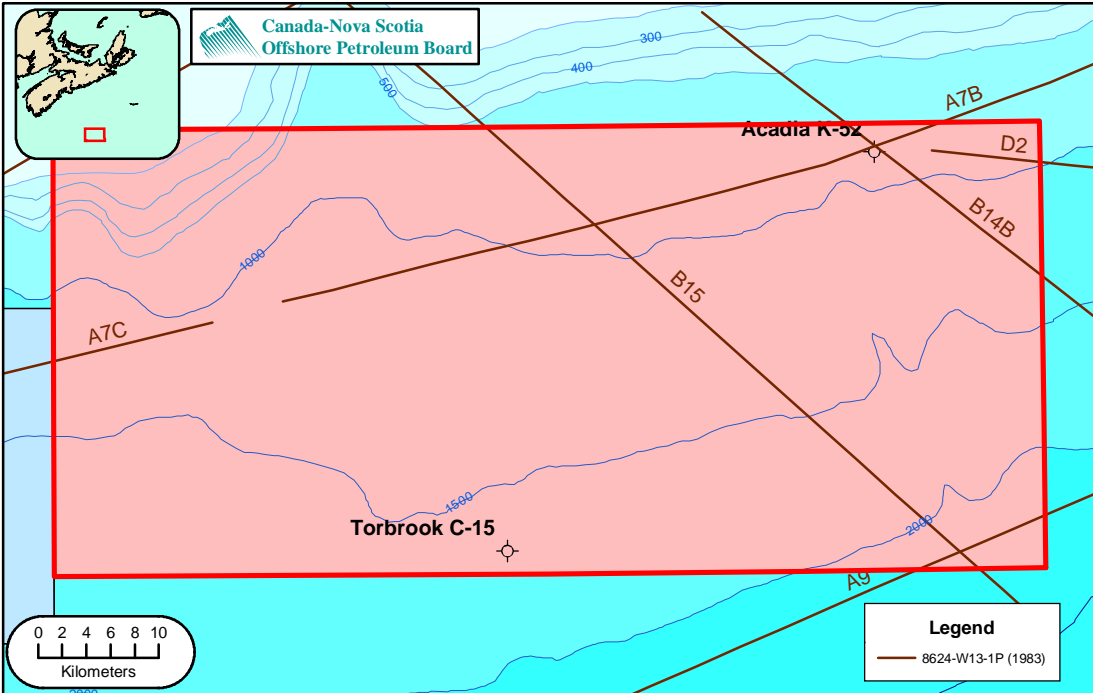 Canada-Nova Scotia
Offshore Petroleum Board
300
400
500
A7B
Acadia K-52
D2
B14B
1000
B15
A7C
1500
Torbrook C-15
2000
A9
0 2 4 6 8 10
Kilometers
Legend
8624-W13-1P (1983)